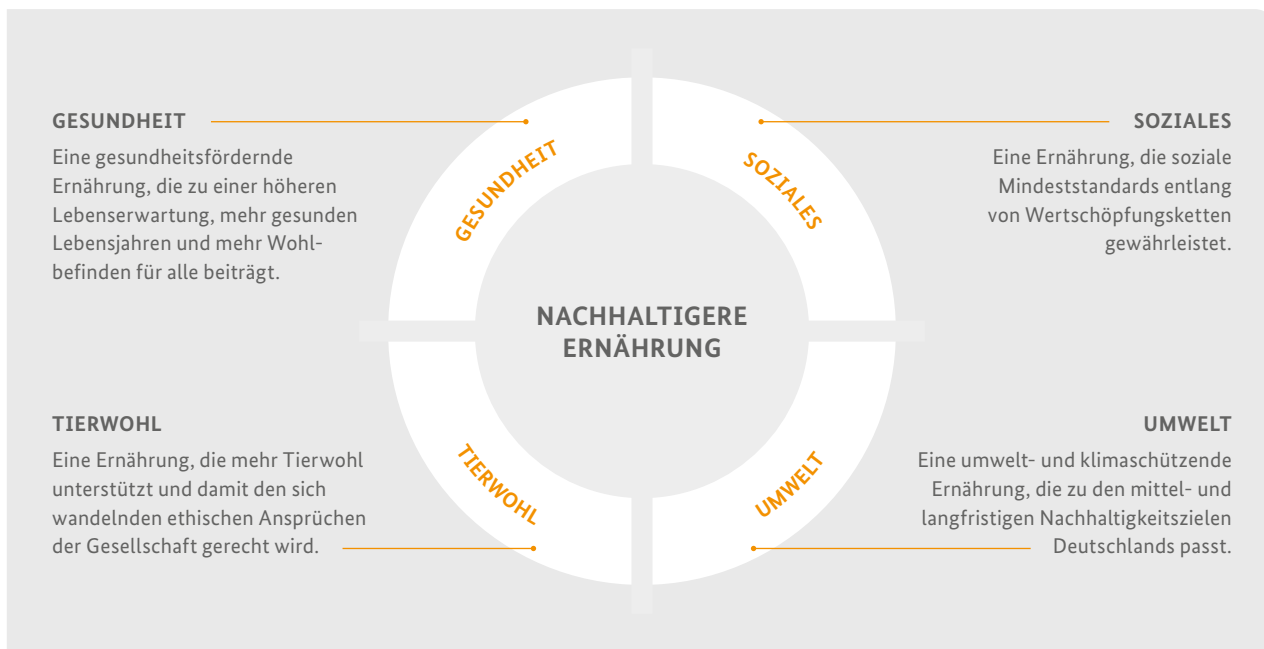 GESUNDHEIT
Eine gesundheitsfördernde
Ernährung, die zu einer höheren
Lebenserwartung, mehr gesunden
Lebensjahren und mehr Wohl-
befinden für alle beiträgt.
SOZIALES
Eine Ernährung, die soziale
Mindeststandards entlang
von Wertschöpfungsketten
gewährleistet.
GESUNDHEIT
SOZIALES
NACHHALTIGERE
ERNÄHRUNG
TIERWOHL
UMWELT
TIERWOHL
Eine Ernährung, die mehr Tierwohl
unterstützt und damit den sich
wandelnden ethischen Ansprüchen
der Gesellschaft gerecht wird.
UMWELT
Eine umwelt- und klimaschützende
Ernährung, die zu den mittel- und
langfristigen Nachhaltigkeitszielen
Deutschlands passt.